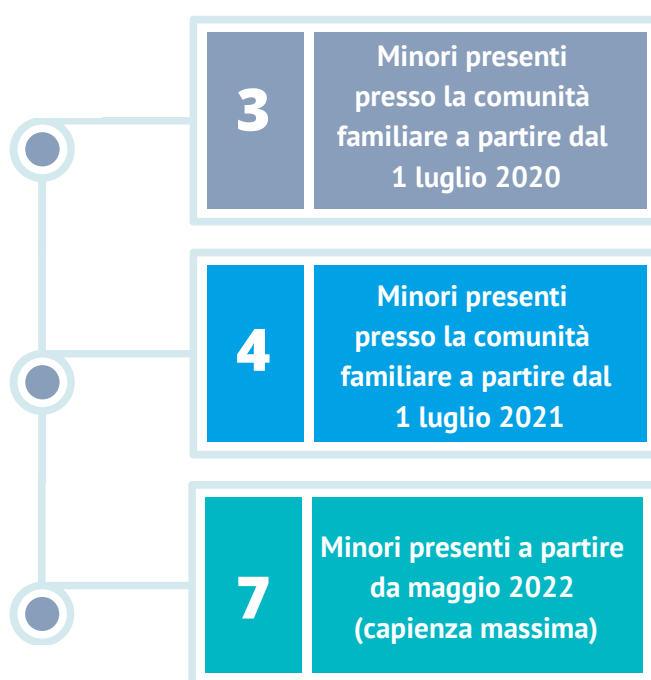 3
Minori presenti
presso la comunità
familiare a partire dal
1 luglio 2020
4
Minori presenti
presso la comunità
familiare a partire dal
1 luglio 2021
7
Minori presenti a partire
da maggio 2022
(capienza massima)